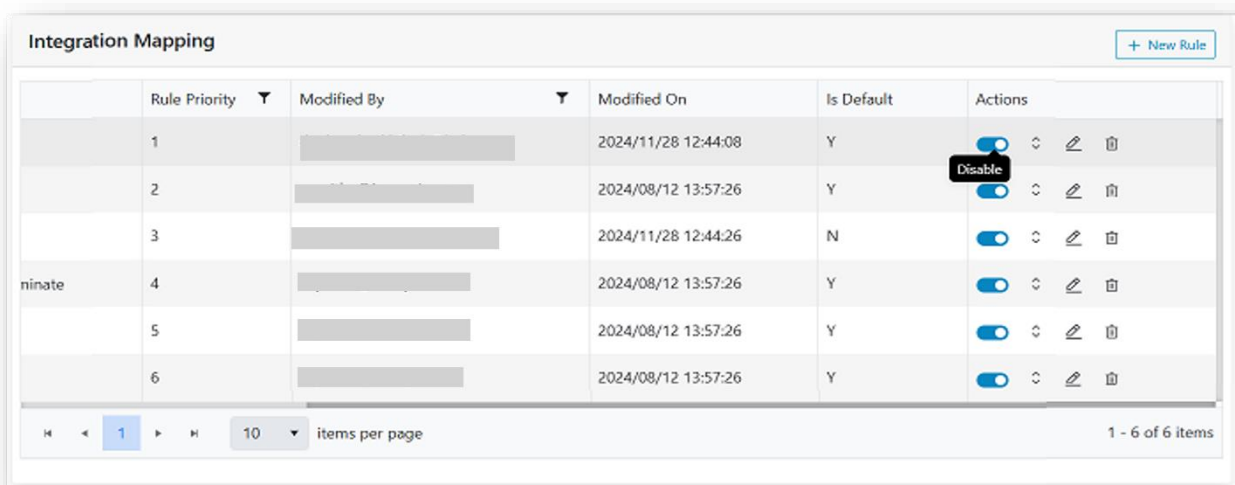 Integration Mapping
+ New Rule
Rule Priority Modified By Modified On Is Default Actions
1 2024/11/28 12:44:08 Y
Disable
2 2024/08/12 13:57:26 Y
3 2024/11/28 12:44:26 N
ninate 4 2024/08/12 13:57:26 Y
5 2024/08/12 13:57:26 Y
6 2024/08/12 13:57:26 Y
1 10 items per page 1 - 6 of 6 items